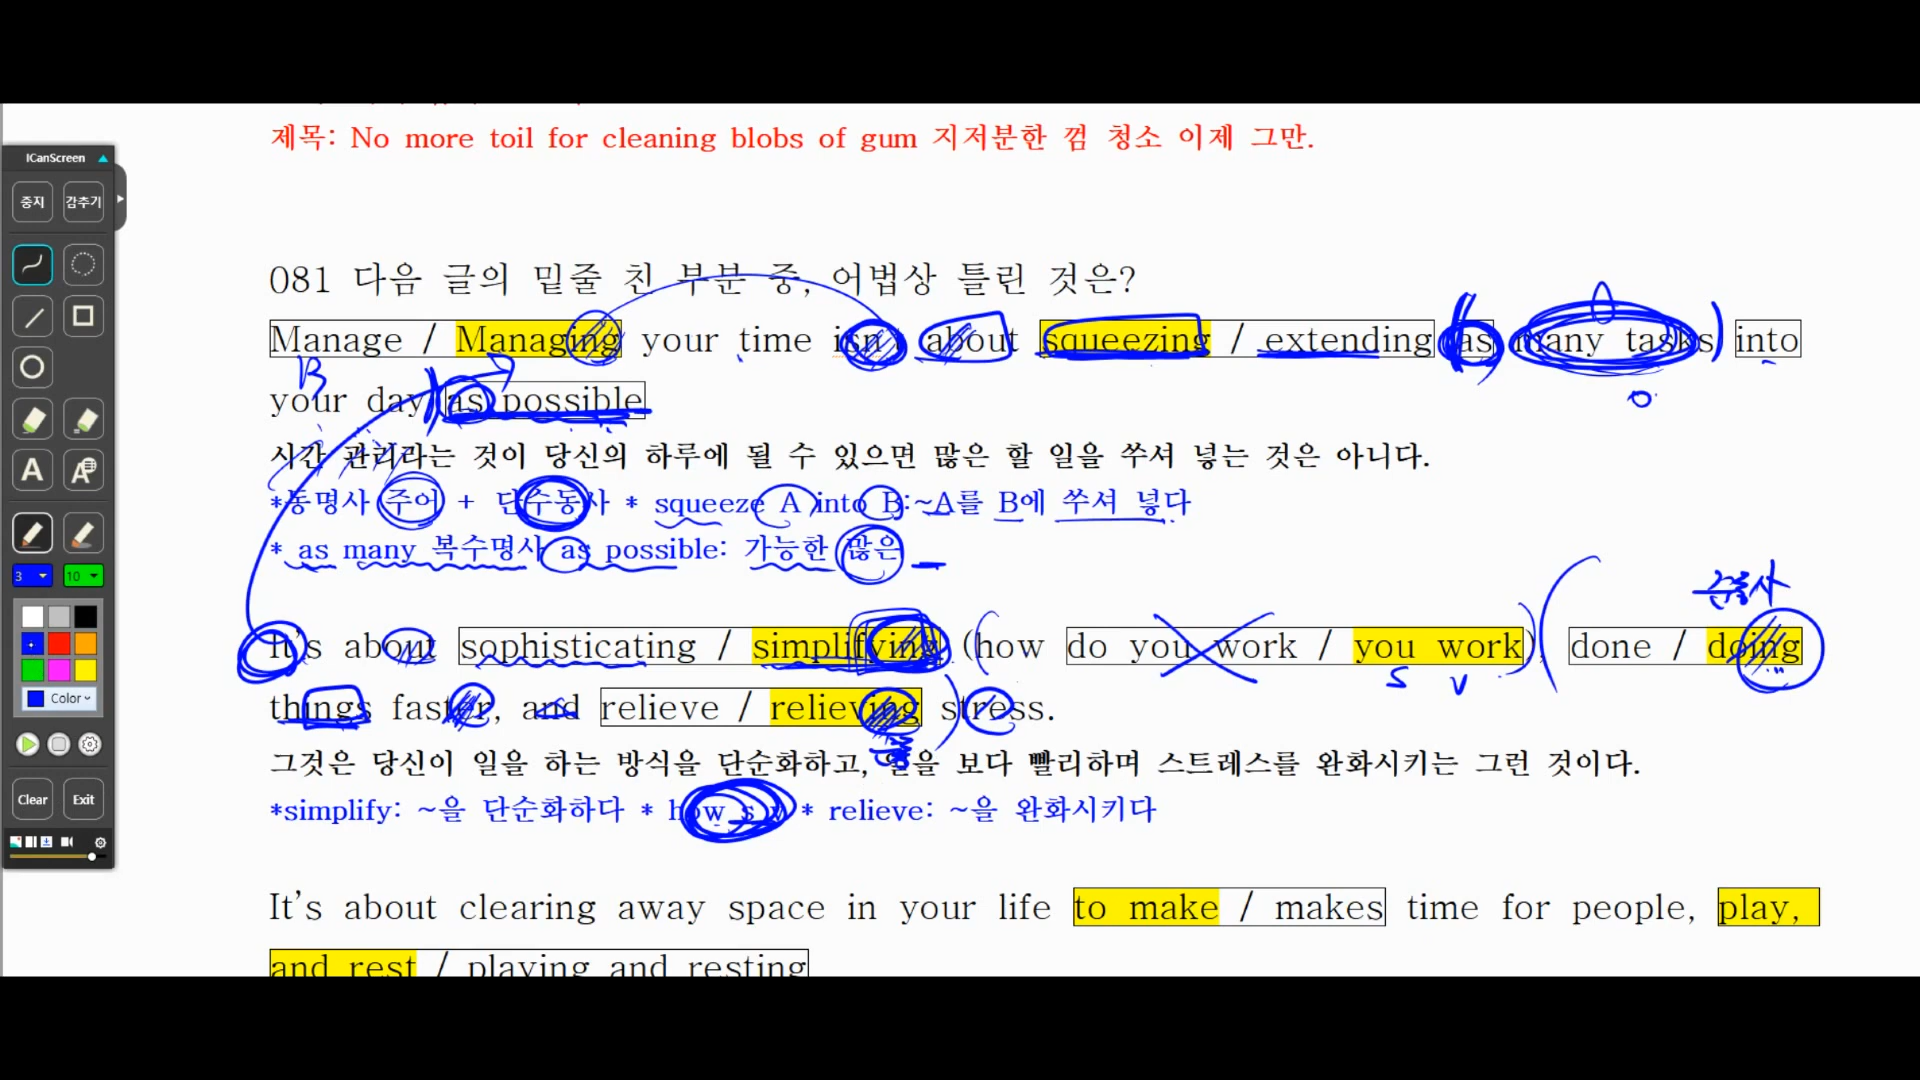 제목: No more toil for cleaning blobs of gum 지저분한 껌 청소 이제 그만.
ICanScreen
중지 감추기
081 다음 글의 밑줄 친 부분 중, 어법상 틀린 것은?
Manage / Managing your time isn't about squeezing / extending as many tasks into
B
your day as possible
O
시간 관리라는 것이 당신의 하루에 될 수 있으면 많은 할 일을 쑤셔 넣는 것은 아니다.
*동명사 주어 + 단수동사 * squeeze A into B:~A를 B에 쑤셔 넣다
* as many 복수명사 as possible: 가능한 많은
3 10
It's about sophisticating / simplifying (how do you work / you work), done / doing
S V
things faster, and relieve / relieving stress.
Color
그것은 당신이 일을 하는 방식을 단순화하고, 일을 보다 빨리하며 스트레스를 완화시키는 그런 것이다.
*simplify: ~을 단순화하다 * how s v * relieve: ~을 완화시키다
Clear Exit
It's about clearing away space in your life to make / makes time for people, play,
and rest / playing and resting